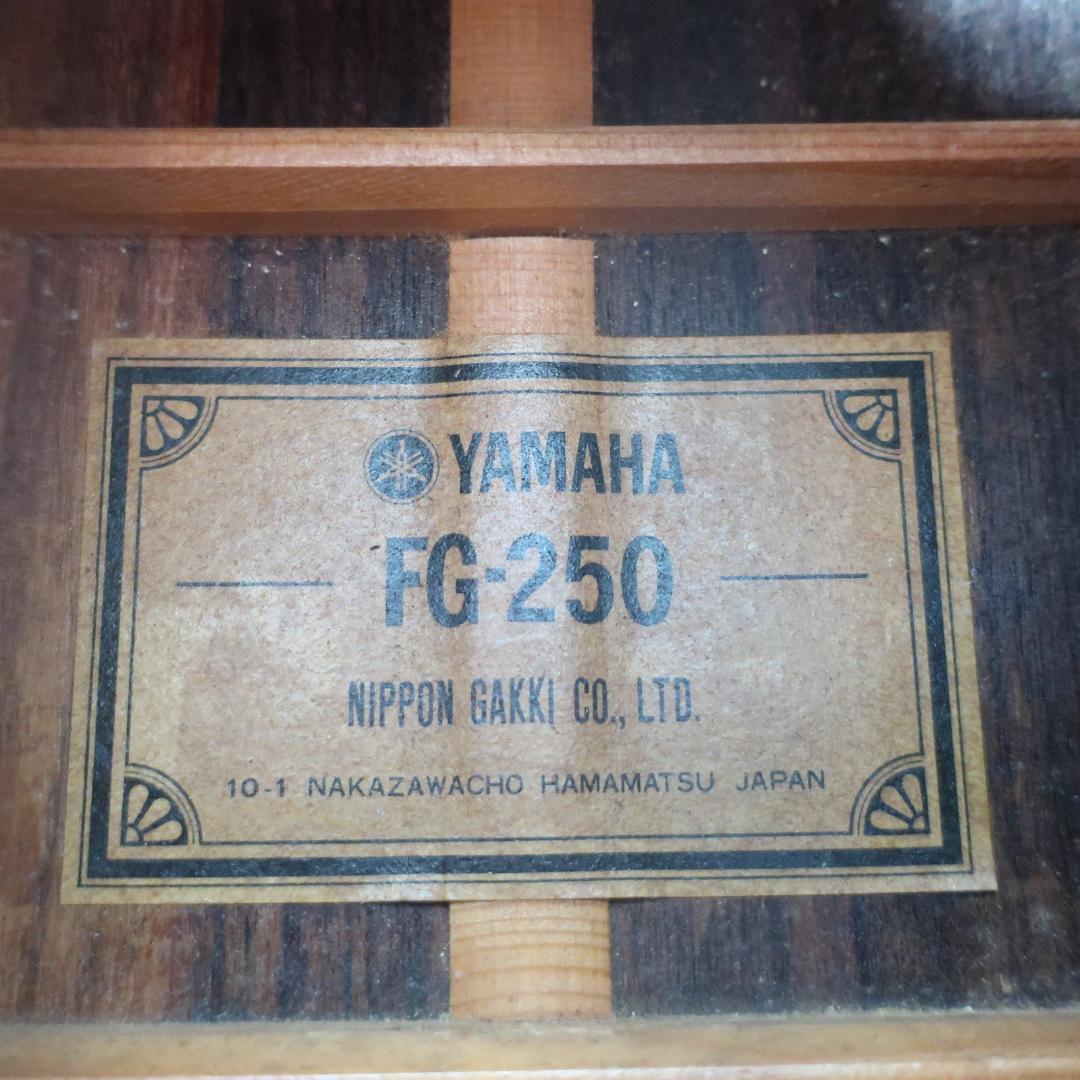 YAMAHA
FG-250
NIPPON GAKKI CO., LTD.
10-1 NAKAZAWACHO HAMAMATSU JAPAN